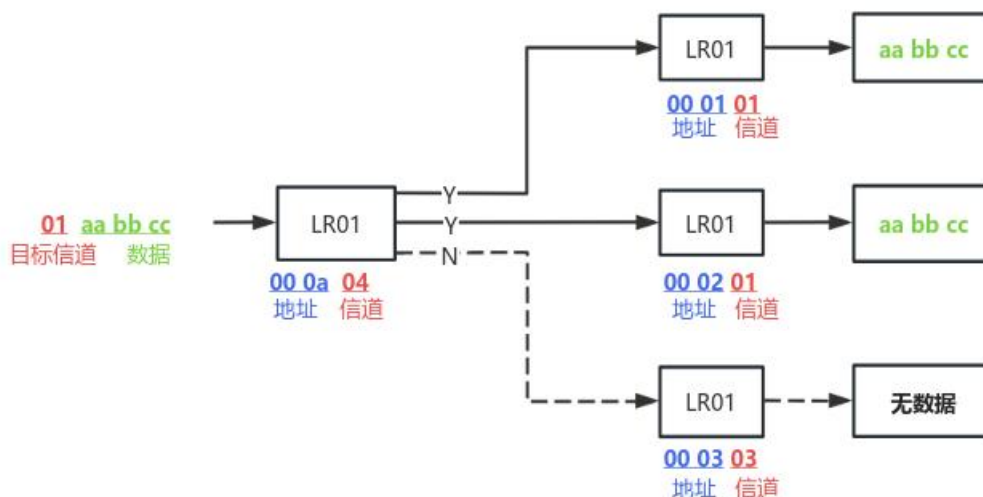 LR01 aa bb cc
00 01 01
地址 信道
Y
01 aa bb cc LR01 Y LR01 aa bb cc
目标信道 数据 N
00 0a 04 00 02 01
地址 信道 地址 信道
LR01 无数据
00 03 03
地址 信道